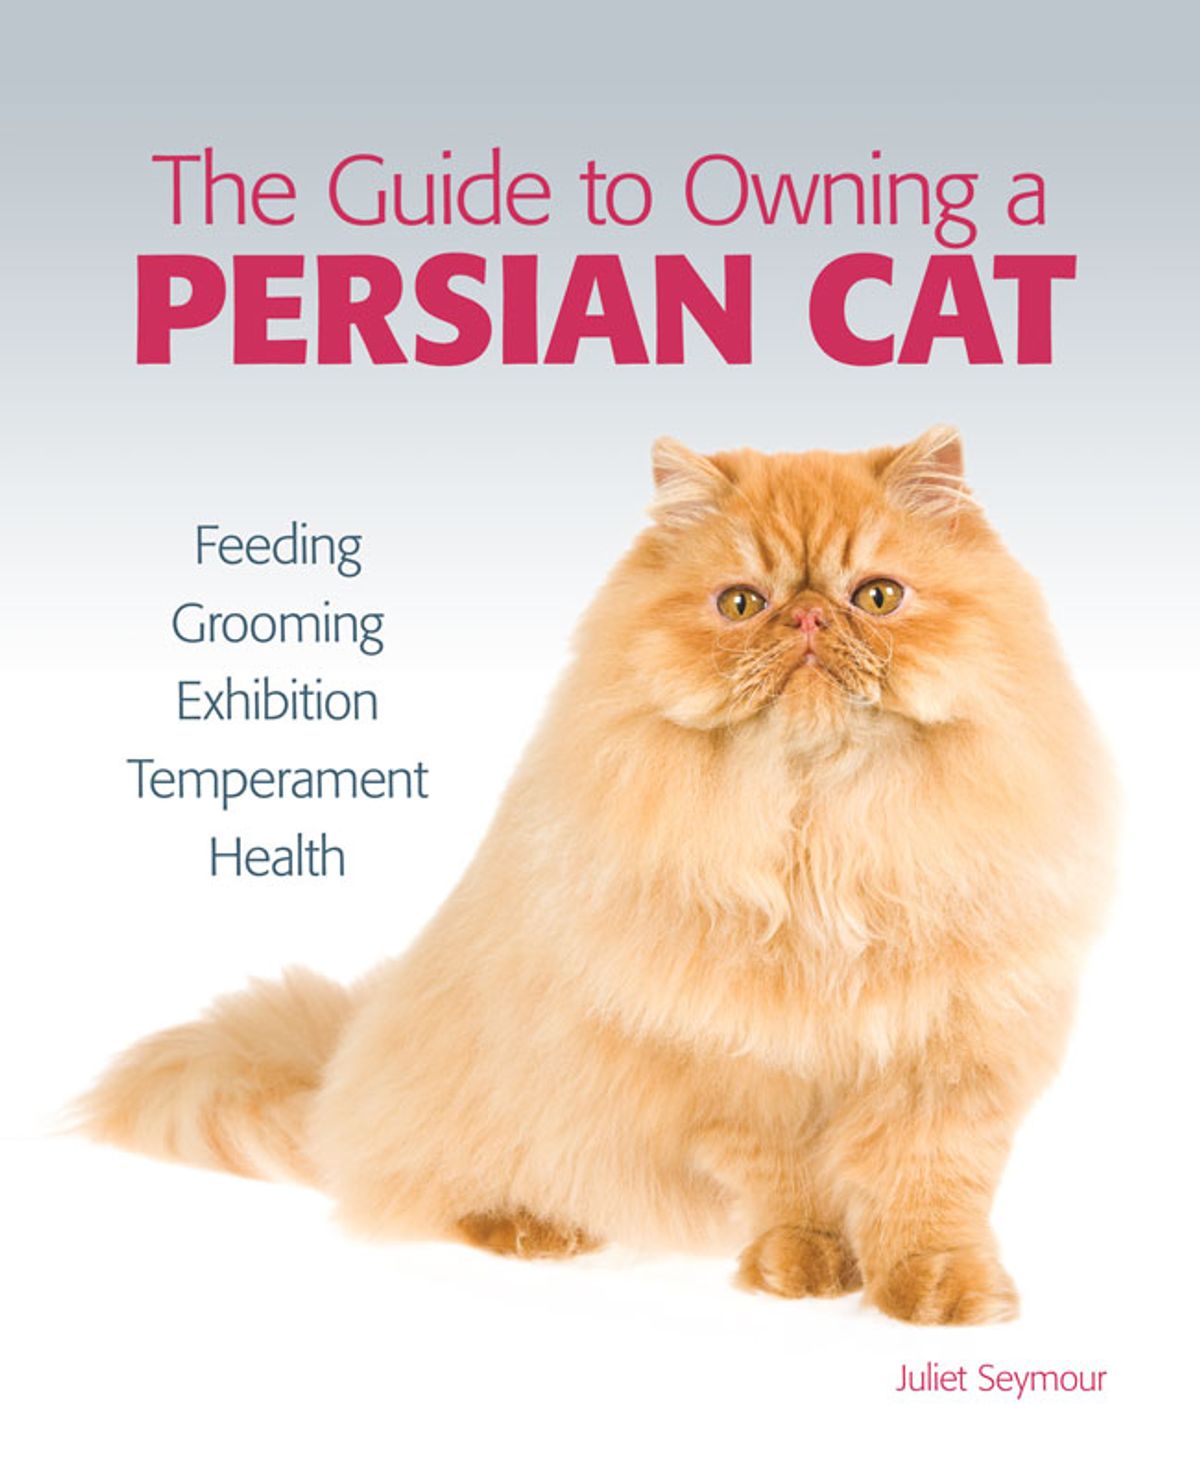 The Guide to Owning a
PERSIAN CAT
Feeding
Grooming
Exhibition
Temperament
Health
Juliet Seymour